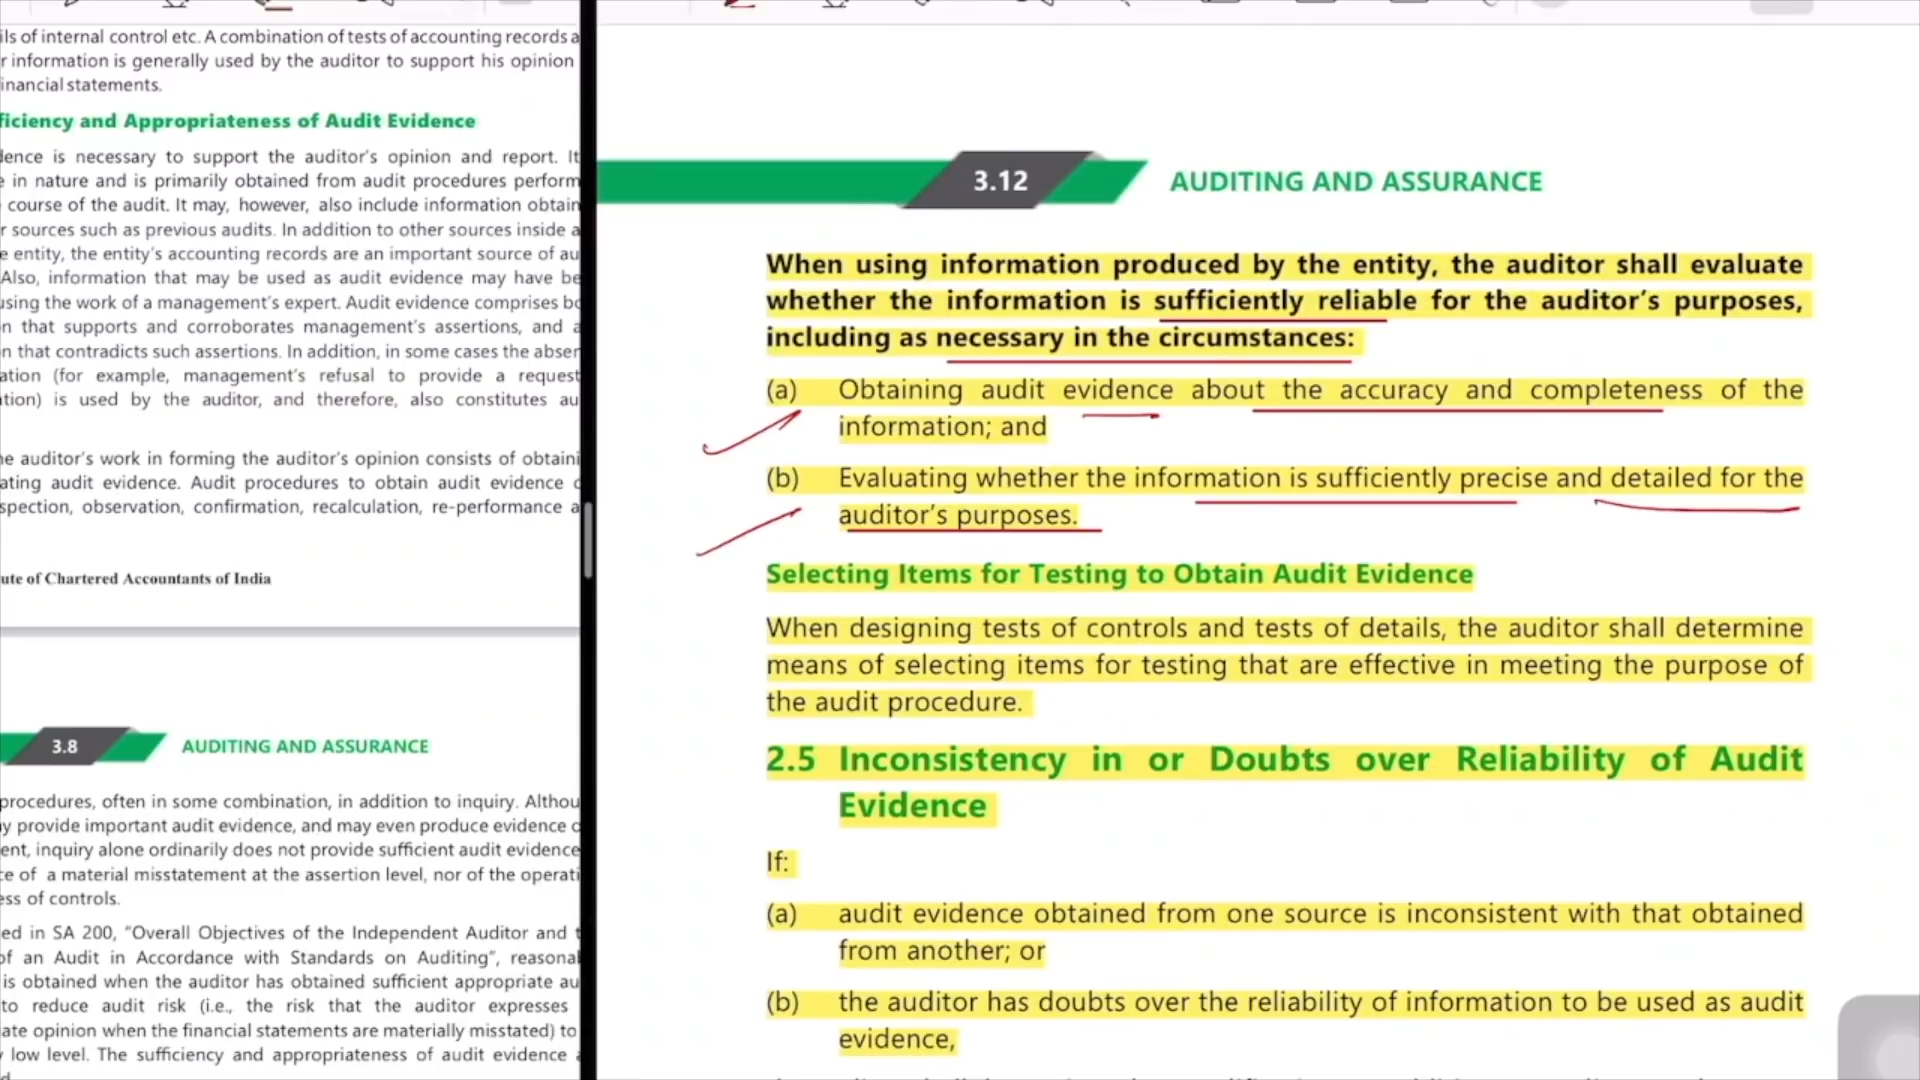 ils of internal control etc. A combination of tests of accounting records a
r information is generally used by the auditor to support his opinion
inancial statements.
ficiency and Appropriateness of Audit Evidence
dence is necessary to support the auditor's opinion and report. It
e in nature and is primarily obtained from audit procedures perform
course of the audit. It may, however, also include information obtain
r sources such as previous audits. In addition to other sources inside a
e entity, the entity's accounting records are an important source of au
Also, information that may be used as audit evidence may have be
using the work of a management's expert. Audit evidence comprises bo
n that supports and corroborates management's assertions, and a
n that contradicts such assertions. In addition, in some cases the abser
ation (for example, management's refusal to provide a request
tion) is used by the auditor, and therefore, also constitutes au
e auditor's work in forming the auditor's opinion consists of obtaini
ating audit evidence. Audit procedures to obtain audit evidence c
spection, observation, confirmation, recalculation, re-performance a
ute of Chartered Accountants of India
3.8 AUDITING AND ASSURANCE
procedures, often in some combination, in addition to inquiry. Althou
y provide important audit evidence, and may even produce evidence o
ent, inquiry alone ordinarily does not provide sufficient audit evidence
ce of a material misstatement at the assertion level, nor of the operati
ess of controls.
ed in SA 200, “Overall Objectives of the Independent Auditor and t
of an Audit in Accordance with Standards on Auditing”, reasonal
is obtained when the auditor has obtained sufficient appropriate au
to reduce audit risk (i.e., the risk that the auditor expresses
ate opinion when the financial statements are materially misstated) to
y low level. The sufficiency and appropriateness of audit evidence a
3.12 AUDITING AND ASSURANCE
When using information produced by the entity, the auditor shall evaluate
whether the information is sufficiently reliable for the auditor's purposes,
including as necessary in the circumstances:
(a) Obtaining audit evidence about the accuracy and completeness of the
information; and
(b) Evaluating whether the information is sufficiently precise and detailed for the
auditor's purposes.
Selecting Items for Testing to Obtain Audit Evidence
When designing tests of controls and tests of details, the auditor shall determine
means of selecting items for testing that are effective in meeting the purpose of
the audit procedure.
2.5 Inconsistency in or Doubts over Reliability of Audit
Evidence
If:
(a) audit evidence obtained from one source is inconsistent with that obtained
from another; or
(b) the auditor has doubts over the reliability of information to be used as audit
evidence,